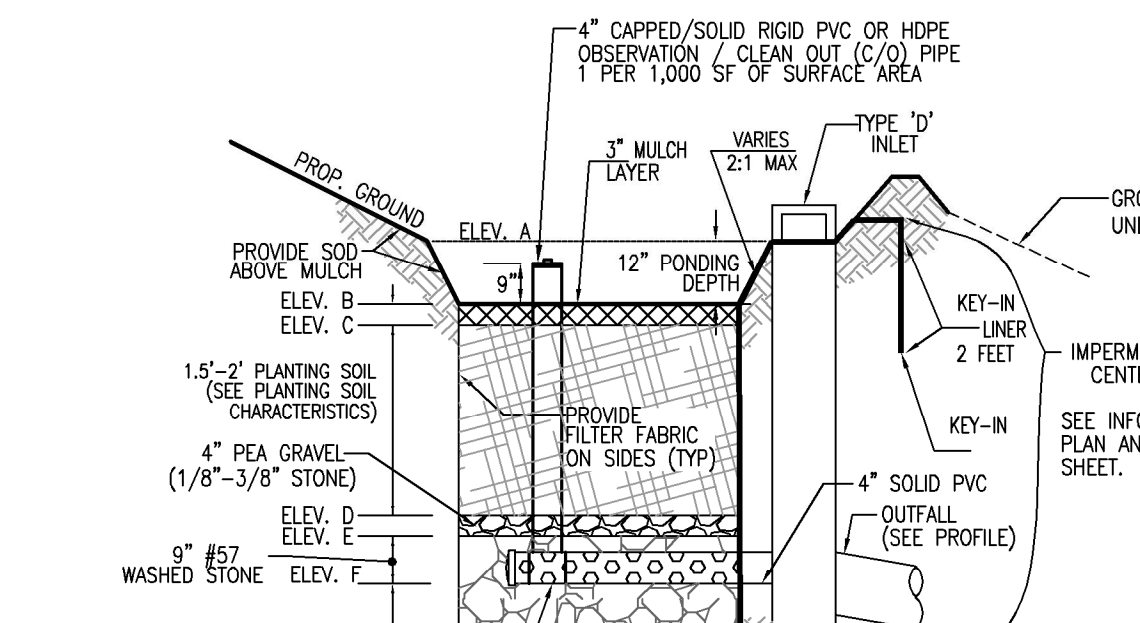 4" CAPPED/SOLID RIGID PVC OR HDPE
OBSERVATION / CLEAN OUT (C/O) PIPE
1 PER 1,000 SF OF SURFACE AREA
TYPE 'D'
INLET
VARIES
2:1 MAX
3" MULCH
LAYER
PROP. GROUND
GRO
UNI
ELEV. A
PROVIDE SOD
ABOVE MULCH
12" PONDING
DEPTH
9"
ELEV. B
ELEV. C
KEY-IN
LINER
2 FEET
IMPERM
CENTE
1.5'-2' PLANTING SOIL
(SEE PLANTING SOIL
CHARACTERISTICS)
PROVIDE
FILTER FABRIC
ON SIDES (TYP)
KEY-IN
SEE INFO
PLAN AN
SHEET.
4" PEA GRAVEL
(1/8"-3/8" STONE)
4" SOLID PVC
OUTFALL
(SEE PROFILE)
ELEV. D
ELEV. E
9" #57
WASHED STONE
ELEV. F